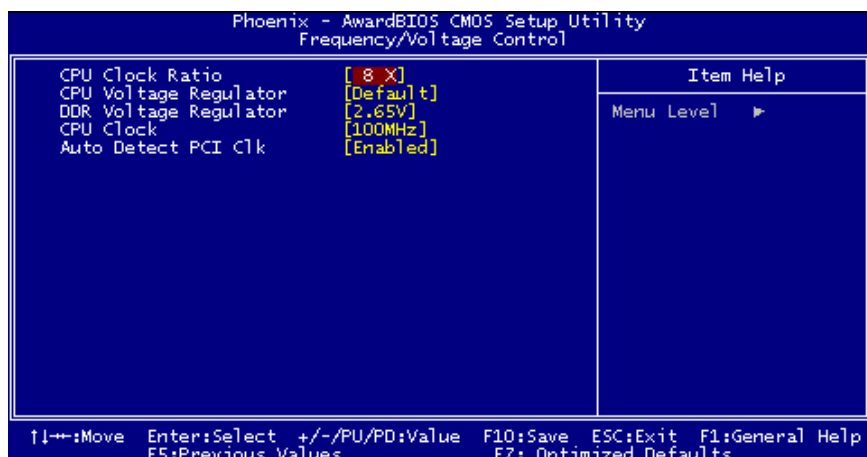 Phoenix - AwardBIOS CMOS Setup Utility
Frequency/Voltage Control
CPU Clock Ratio [ 8 X]
CPU Voltage Regulator [Default]
DDR Voltage Regulator [2.65V]
CPU Clock [100MHz]
Auto Detect PCI Clk [Enabled]
Item Help
Menu Level ►
↑↓→←:Move Enter:Select +/-/PU/PD:Value F10:Save ESC:Exit F1:General Help
F5:Previous Values F7: Optimized Defaults